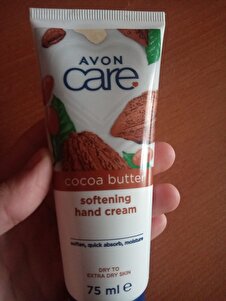 AVON
care
cocoa butter
softening
hand cream
soften, quick absorb, moisture
DRY TO
EXTRA DRY SKIN
75 ml e